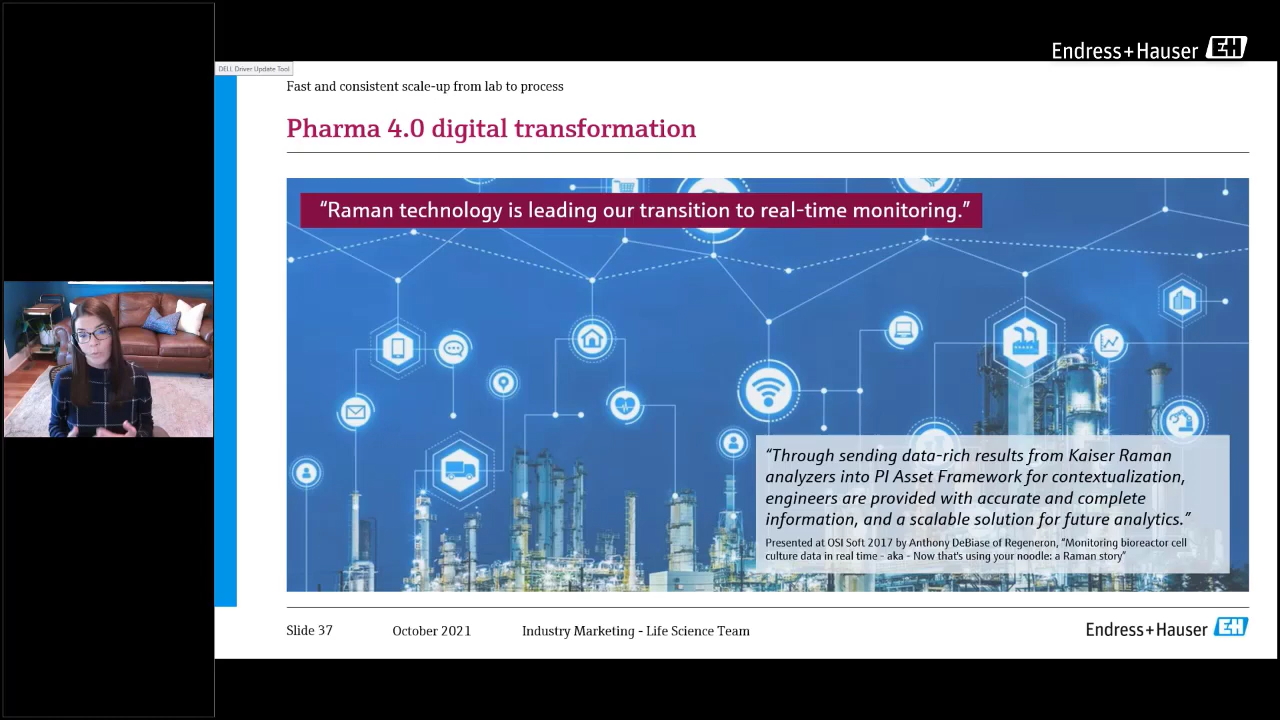 Endress+Hauser EH
DELL Driver Update Tool
Fast and consistent scale-up from lab to process
Pharma 4.0 digital transformation
“Raman technology is leading our transition to real-time monitoring.”
“Through sending data-rich results from Kaiser Raman
analyzers into PI Asset Framework for contextualization,
engineers are provided with accurate and complete
information, and a scalable solution for future analytics.”
Presented at OSI Soft 2017 by Anthony DeBiase of Regeneron, “Monitoring bioreactor cell
culture data in real time - aka - Now that's using your noodle: a Raman story”
Slide 37 October 2021 Industry Marketing - Life Science Team Endress+Hauser EH